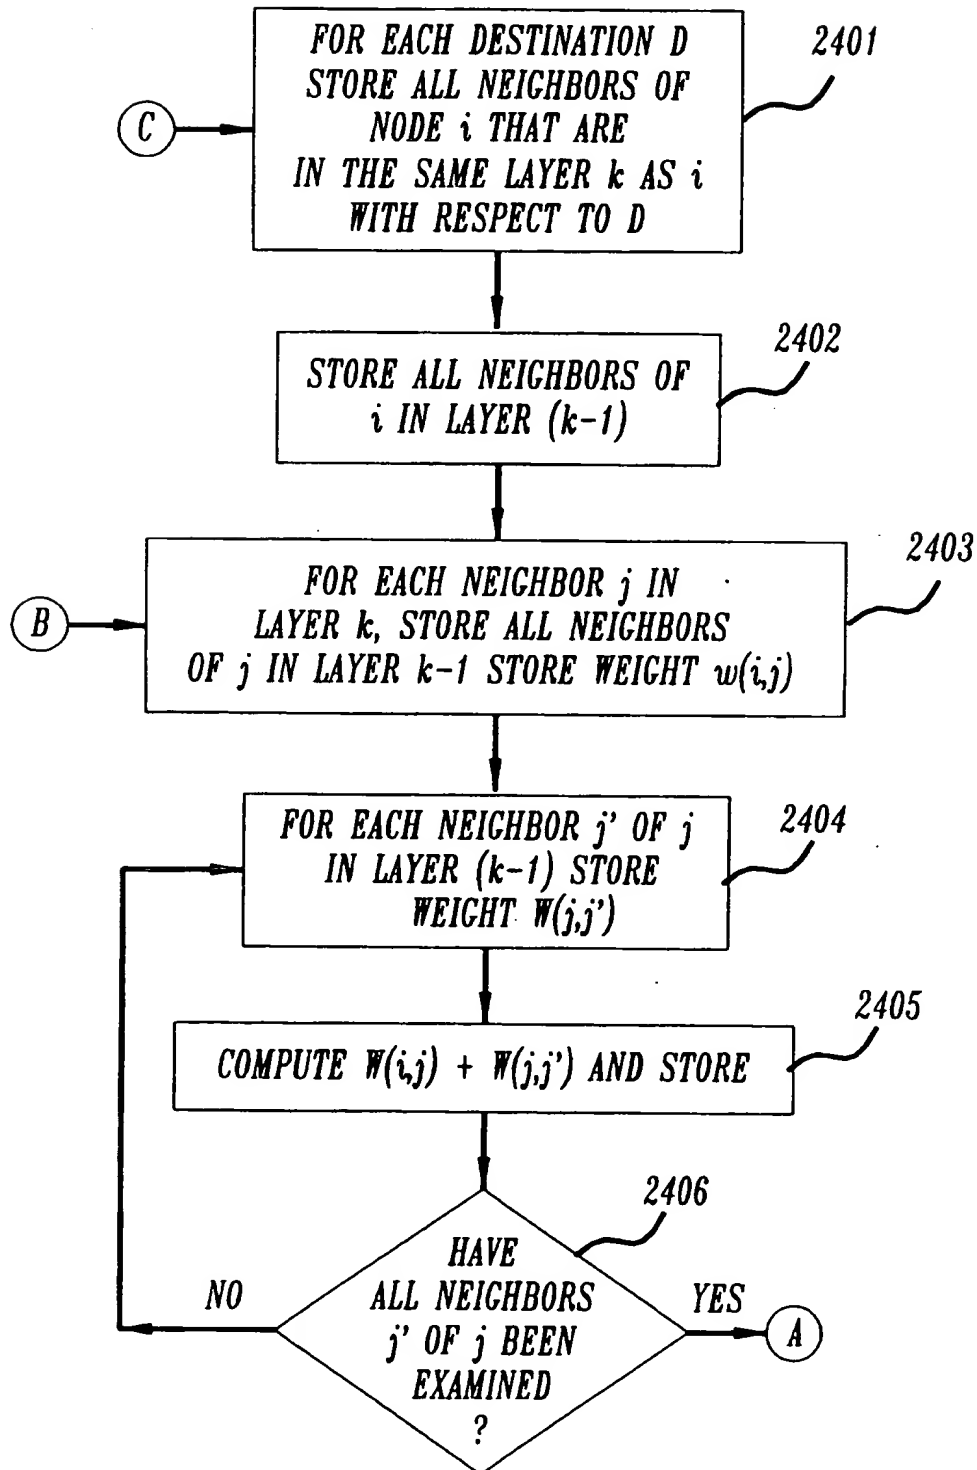 FOR EACH DESTINATION D
STORE ALL NEIGHBORS OF
NODE i THAT ARE
IN THE SAME LAYER k AS i
WITH RESPECT TO D
2401
C
STORE ALL NEIGHBORS OF
i IN LAYER (k-1)
2402
FOR EACH NEIGHBOR j IN
LAYER k, STORE ALL NEIGHBORS
OF j IN LAYER k-1 STORE WEIGHT w(i,j)
2403
B
FOR EACH NEIGHBOR j' OF j
IN LAYER (k-1) STORE
WEIGHT W(j,j')
2404
COMPUTE W(i,j) + W(j,j') AND STORE
2405
HAVE
ALL NEIGHBORS
j' OF j BEEN
EXAMINED
?
2406
NO
YES
A